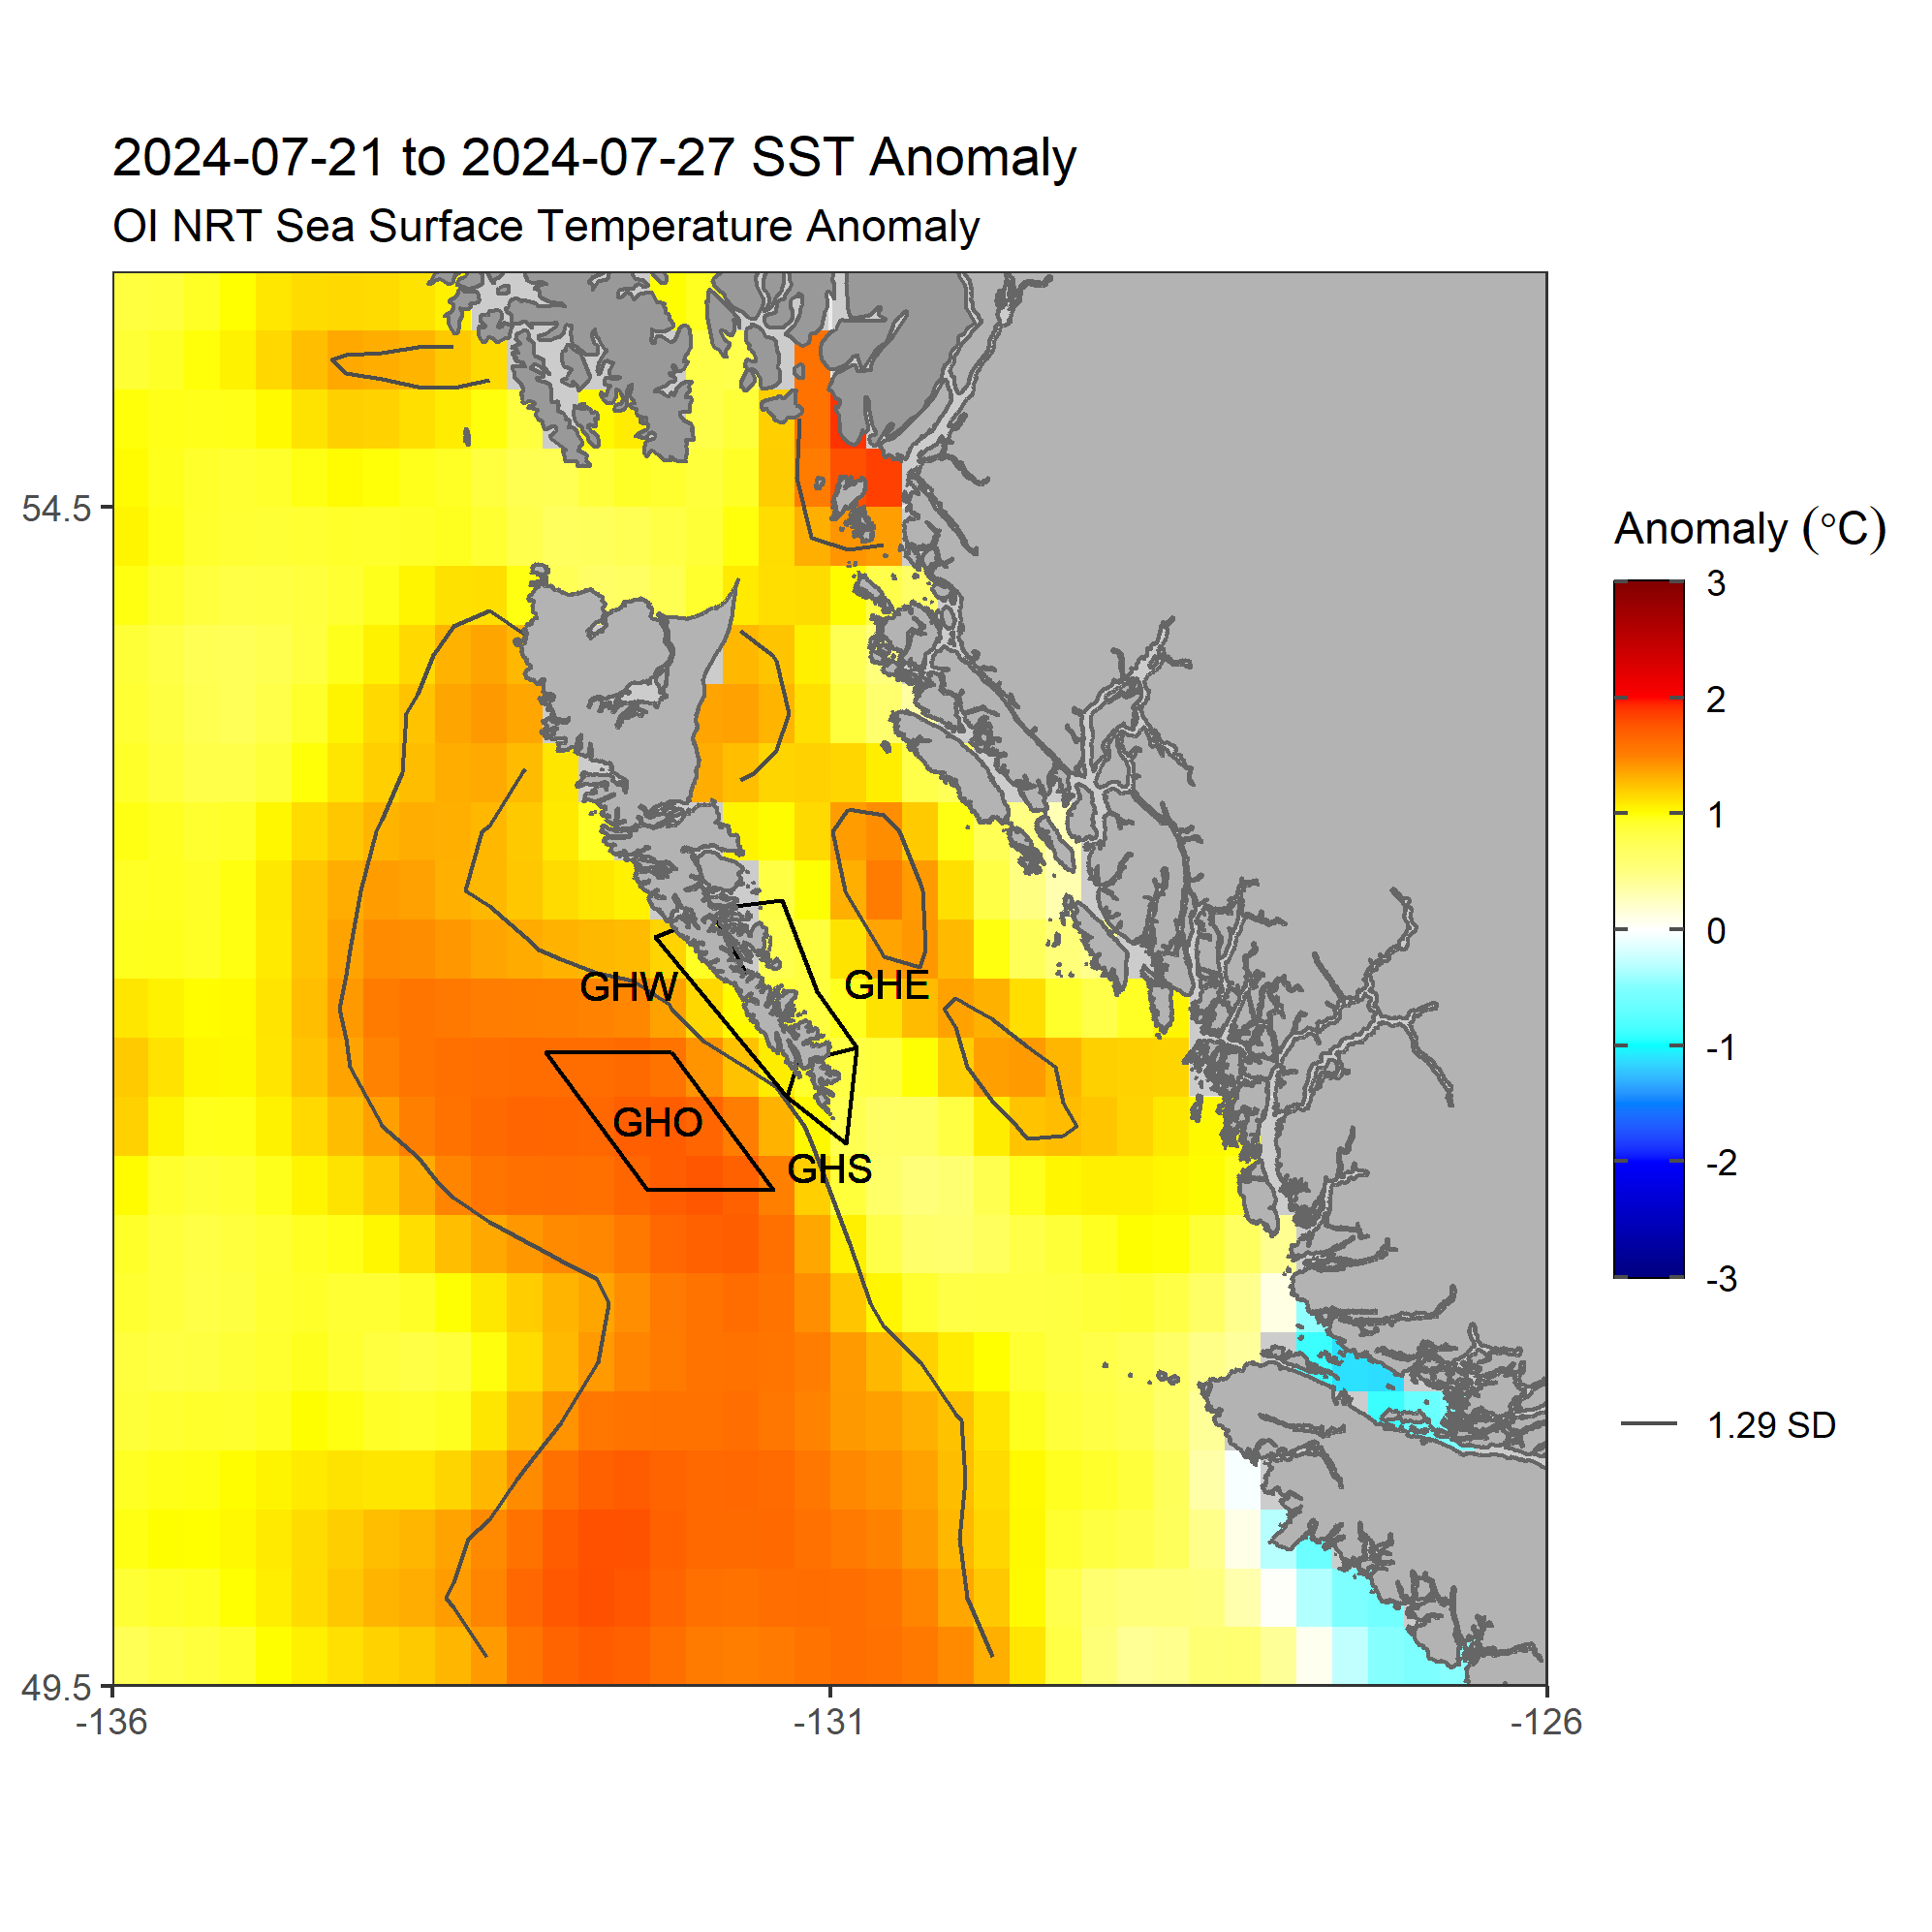 2024-07-21 to 2024-07-27 SST Anomaly
OI NRT Sea Surface Temperature Anomaly
54.5
49.5
-136
-131
-126
GHW
GHE
GHO
GHS
Anomaly (°C)
3
2
1
0
-1
-2
-3
1.29 SD